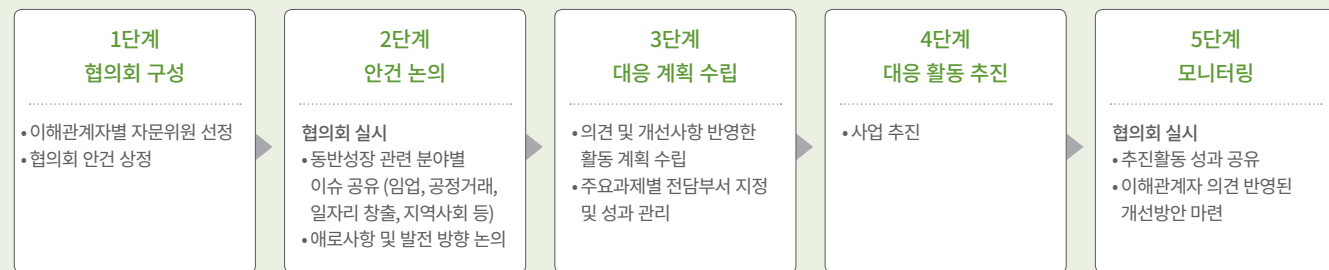 1단계
협의회 구성
• 이해관계자별 자문위원 선정
• 협의회 안건 상정
2단계
안건 논의
협의회 실시
• 동반성장 관련 분야별
이슈 공유 (임업, 공정거래,
일자리 창출, 지역사회 등)
• 애로사항 및 발전 방향 논의
3단계
대응 계획 수립
• 의견 및 개선사항 반영한
활동 계획 수립
• 주요과제별 전담부서 지정
및 성과 관리
4단계
대응 활동 추진
• 사업 추진
5단계
모니터링
협의회 실시
• 추진활동 성과 공유
• 이해관계자 의견 반영된
개선방안 마련